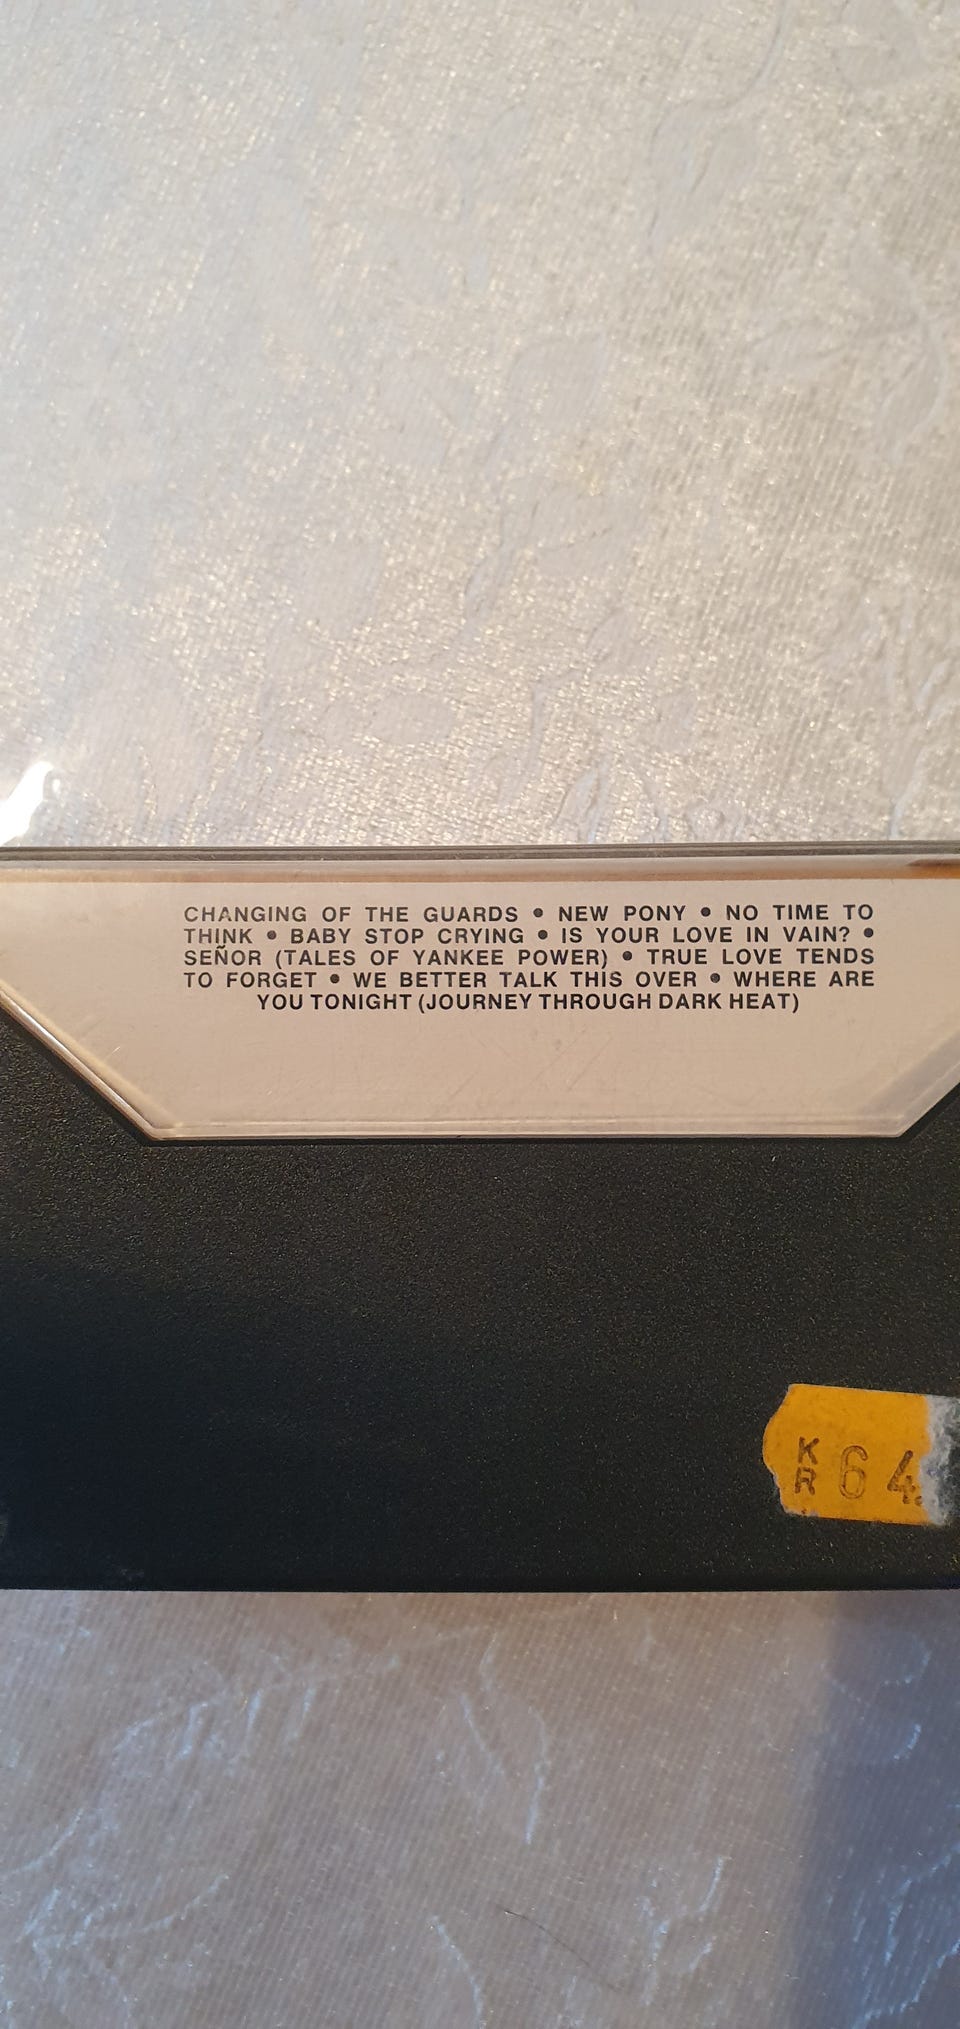 CHANGING OF THE GUARDS • NEW PONY • NO TIME TO
THINK • BABY STOP CRYING • IS YOUR LOVE IN VAIN? •
SEÑOR (TALES OF YANKEE POWER) • TRUE LOVE TENDS
TO FORGET • WE BETTER TALK THIS OVER • WHERE ARE
YOU TONIGHT (JOURNEY THROUGH DARK HEAT)
KR 64.